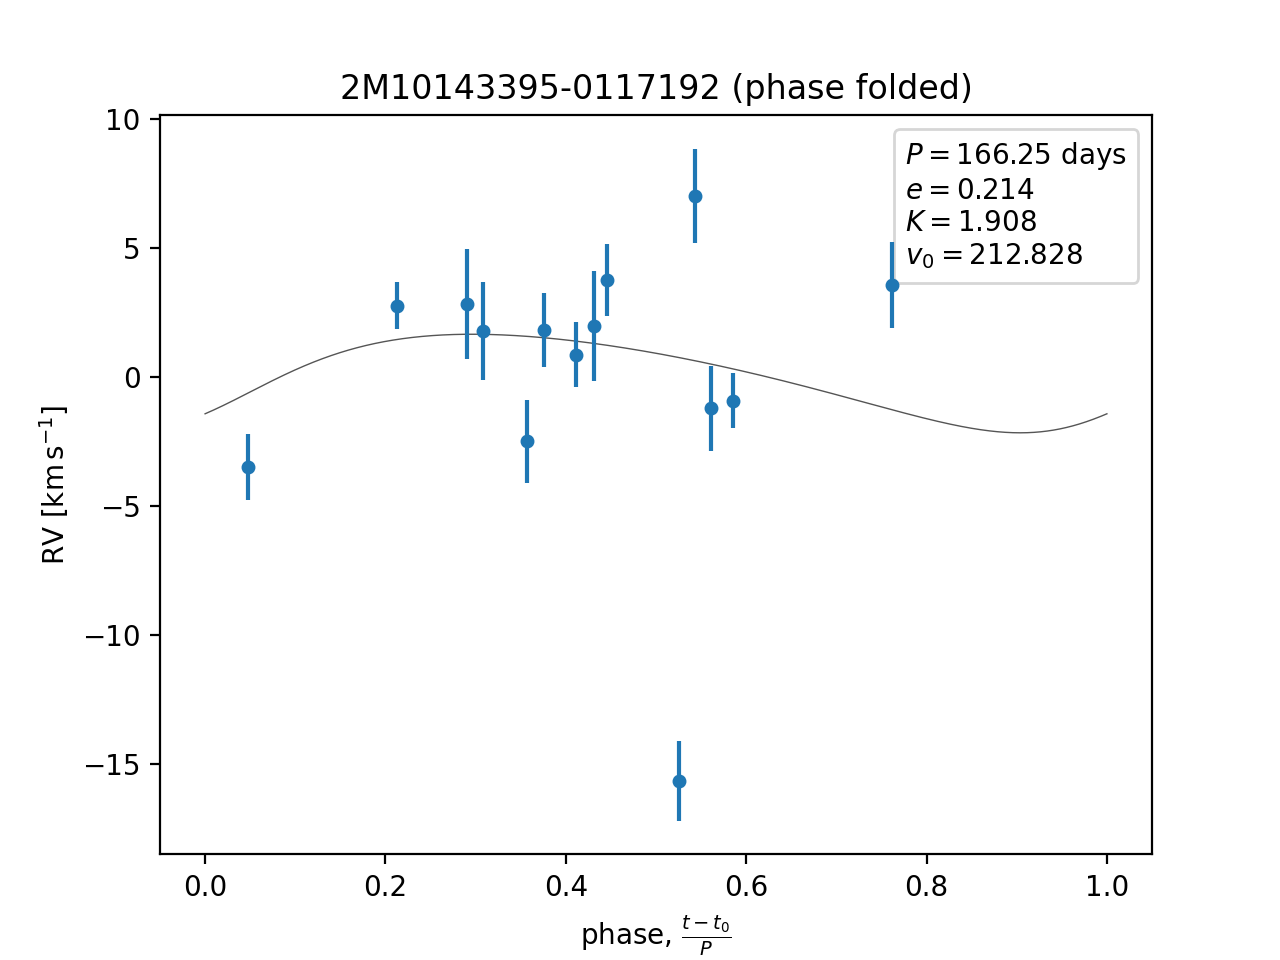 2M10143395-0117192 (phase folded)
P = 166.25 days
e = 0.214
K = 1.908
v₀ = 212.828
10
5
0
−5
−10
−15
RV [km s⁻¹]
0.0 0.2 0.4 0.6 0.8 1.0
phase, (t − t₀)/P